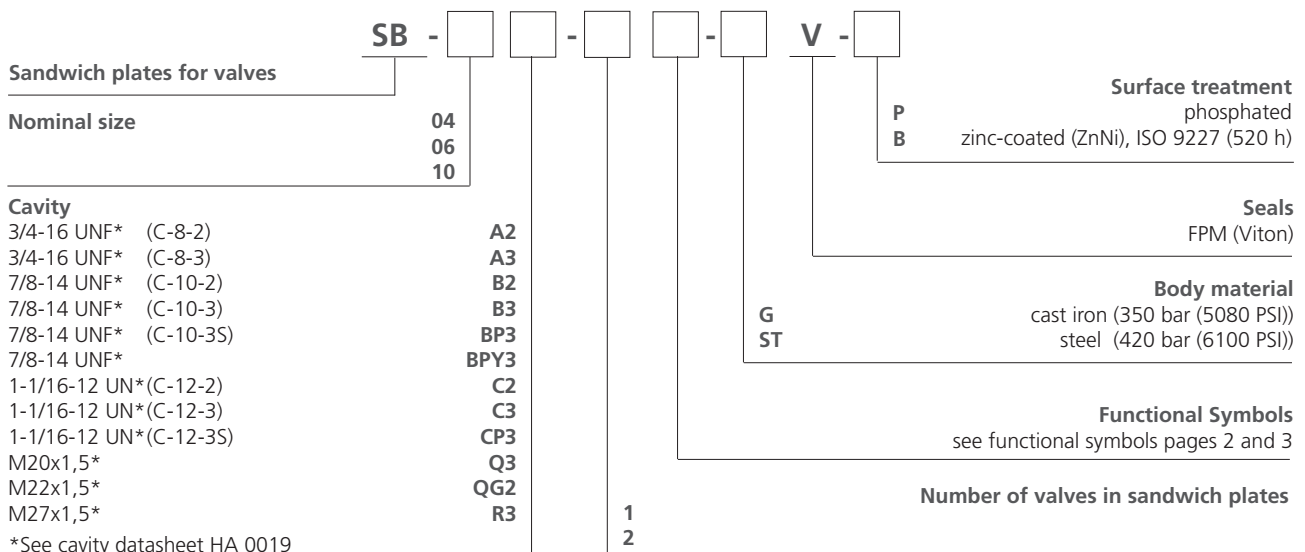 SB - - - V -
Sandwich plates for valves
Nominal size
04
06
10
Cavity
3/4-16 UNF* (C-8-2) A2
3/4-16 UNF* (C-8-3) A3
7/8-14 UNF* (C-10-2) B2
7/8-14 UNF* (C-10-3) B3
7/8-14 UNF* (C-10-3S) BP3
7/8-14 UNF* BPY3
1-1/16-12 UN*(C-12-2) C2
1-1/16-12 UN*(C-12-3) C3
1-1/16-12 UN*(C-12-3S) CP3
M20x1,5* Q3
M22x1,5* QG2
M27x1,5* R3
*See cavity datasheet HA 0019
Surface treatment
P phosphated
B zinc-coated (ZnNi), ISO 9227 (520 h)
Seals
FPM (Viton)
Body material
G cast iron (350 bar (5080 PSI))
ST steel (420 bar (6100 PSI))
Functional Symbols
see functional symbols pages 2 and 3
Number of valves in sandwich plates
1
2